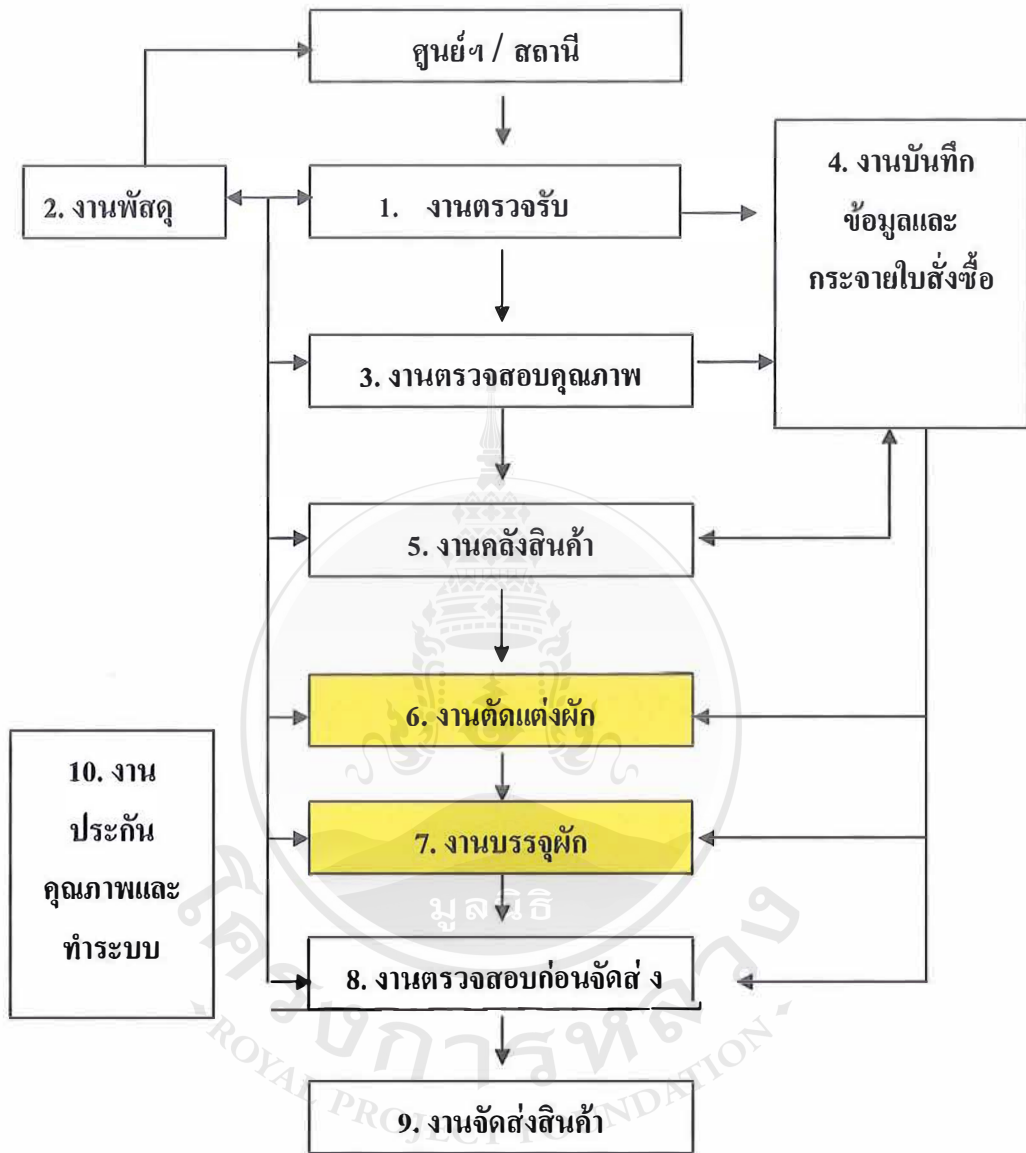 ศูนย์ฯ / สถานี
2. งานพัสดุ
1. งานตรวจรับ
4. งานบันทึก
ข้อมูลและ
กระจายใบสั่งซื้อ
3. งานตรวจสอบคุณภาพ
5. งานคลังสินค้า
6. งานตัดแต่งผัก
10. งาน
ประกัน
คุณภาพและ
ทำระบบ
7. งานบรรจุผัก
มูลนิธิ
8. งานตรวจสอบก่อนจัดส่ง
โครงการหลวง
ROYAL PROJECT FOUNDATION
9. งานจัดส่งสินค้า